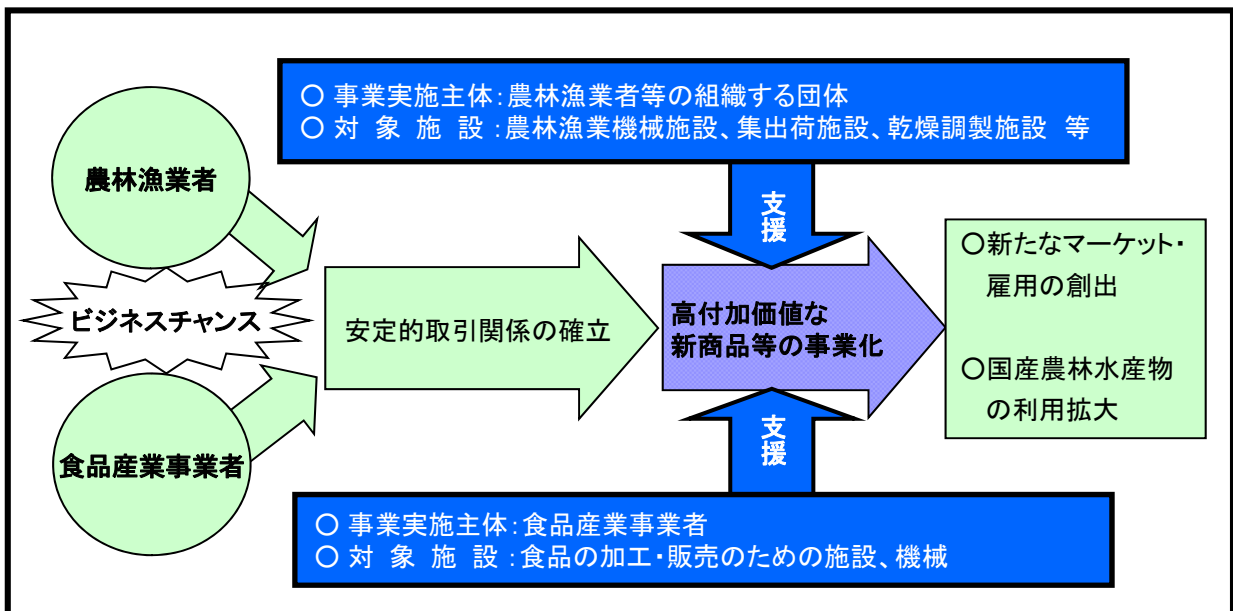 ○ 事業実施主体:農林漁業者等の組織する団体
○ 対 象 施 設 :農林漁業機械施設、集出荷施設、乾燥調製施設 等
農林漁業者
ビジネスチャンス
食品産業事業者
安定的取引関係の確立
支援
高付加価値な
新商品等の事業化
支援
○新たなマーケット・
雇用の創出
○国産農林水産物
の利用拡大
○ 事業実施主体:食品産業事業者
○ 対 象 施 設 :食品の加工・販売のための施設、機械